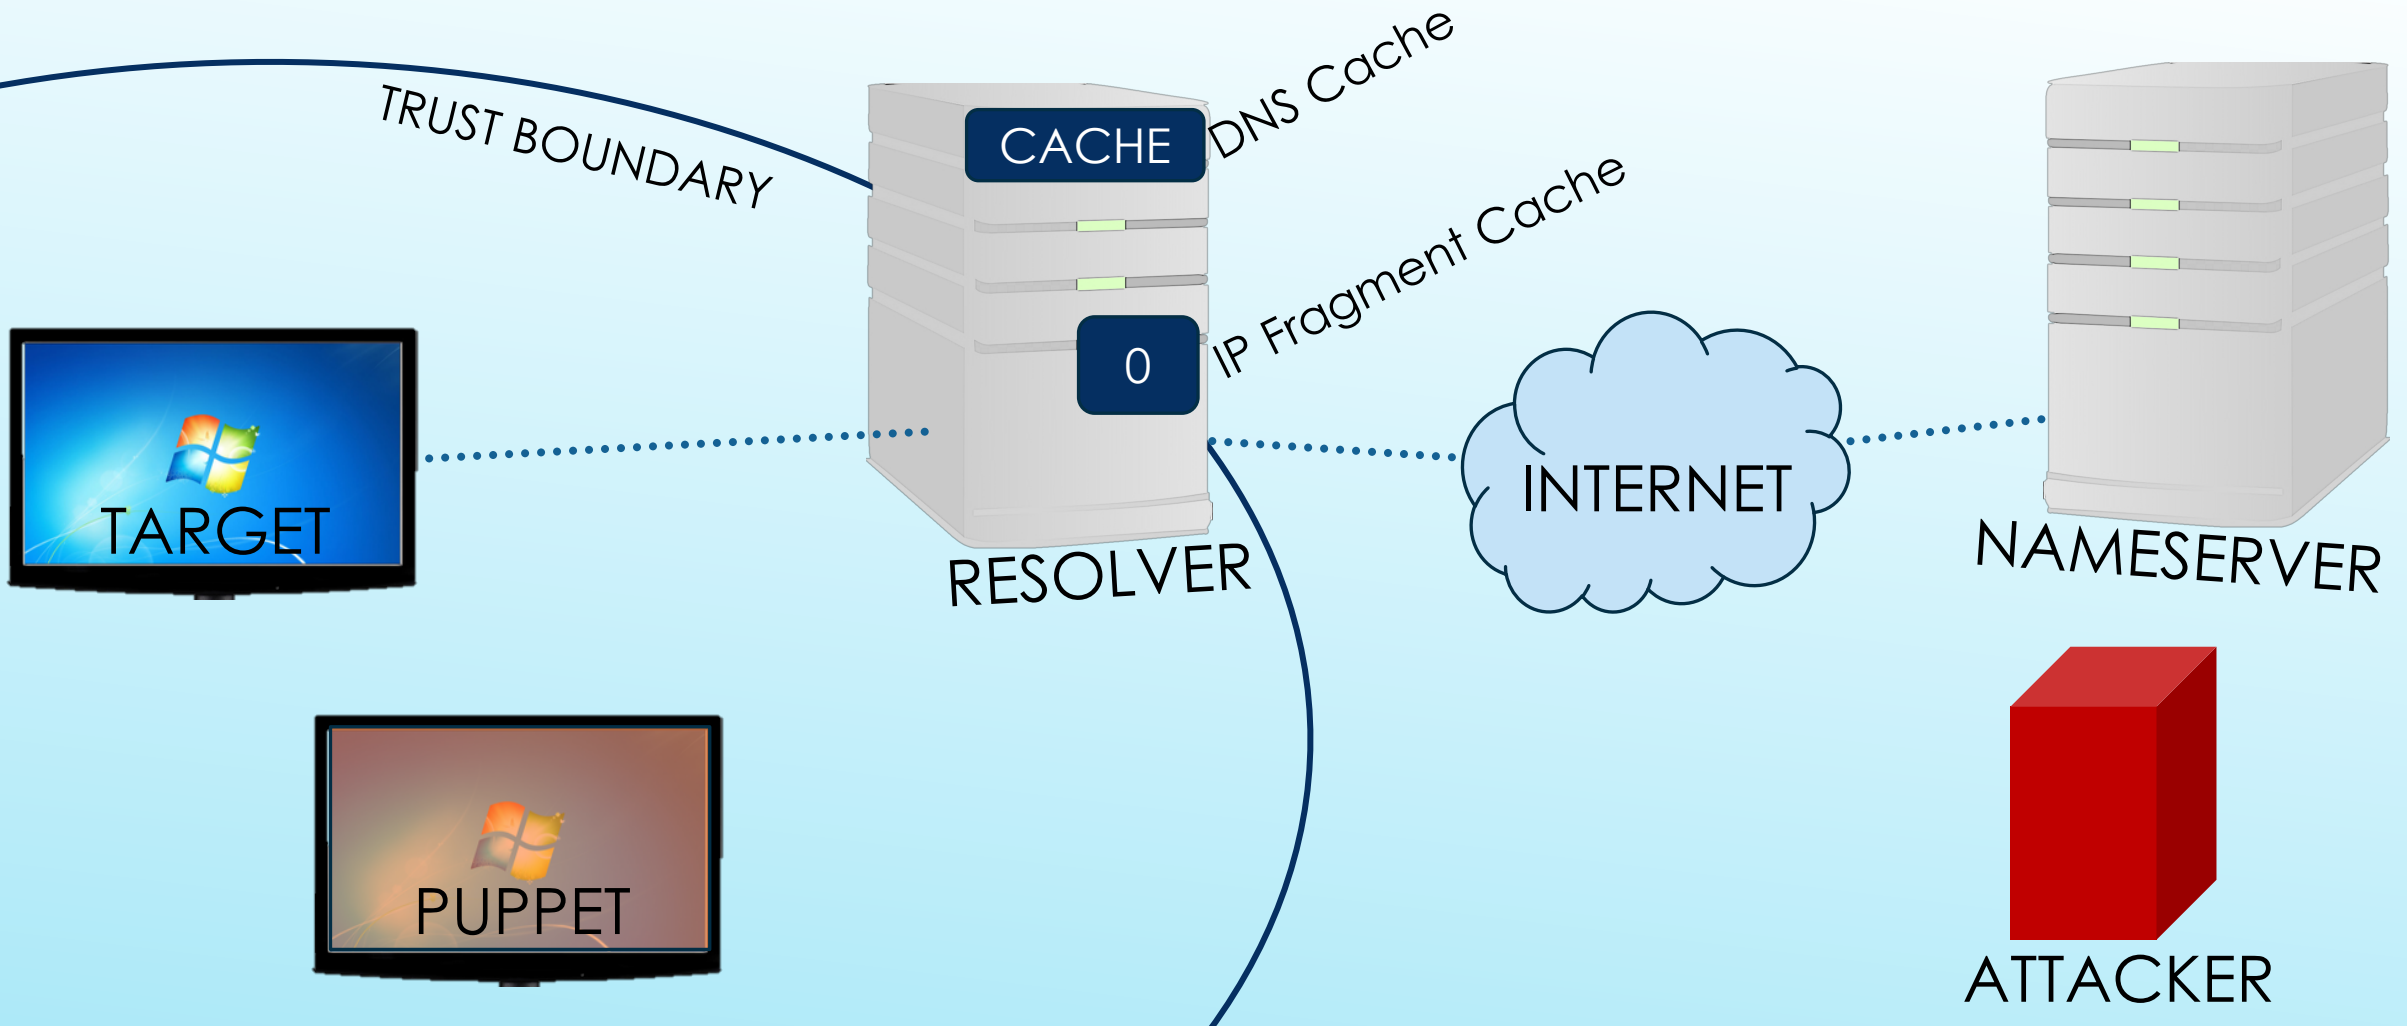 TRUST BOUNDARY
CACHE
DNS Cache
IP Fragment Cache
0
TARGET
RESOLVER
INTERNET
NAMESERVER
PUPPET
ATTACKER